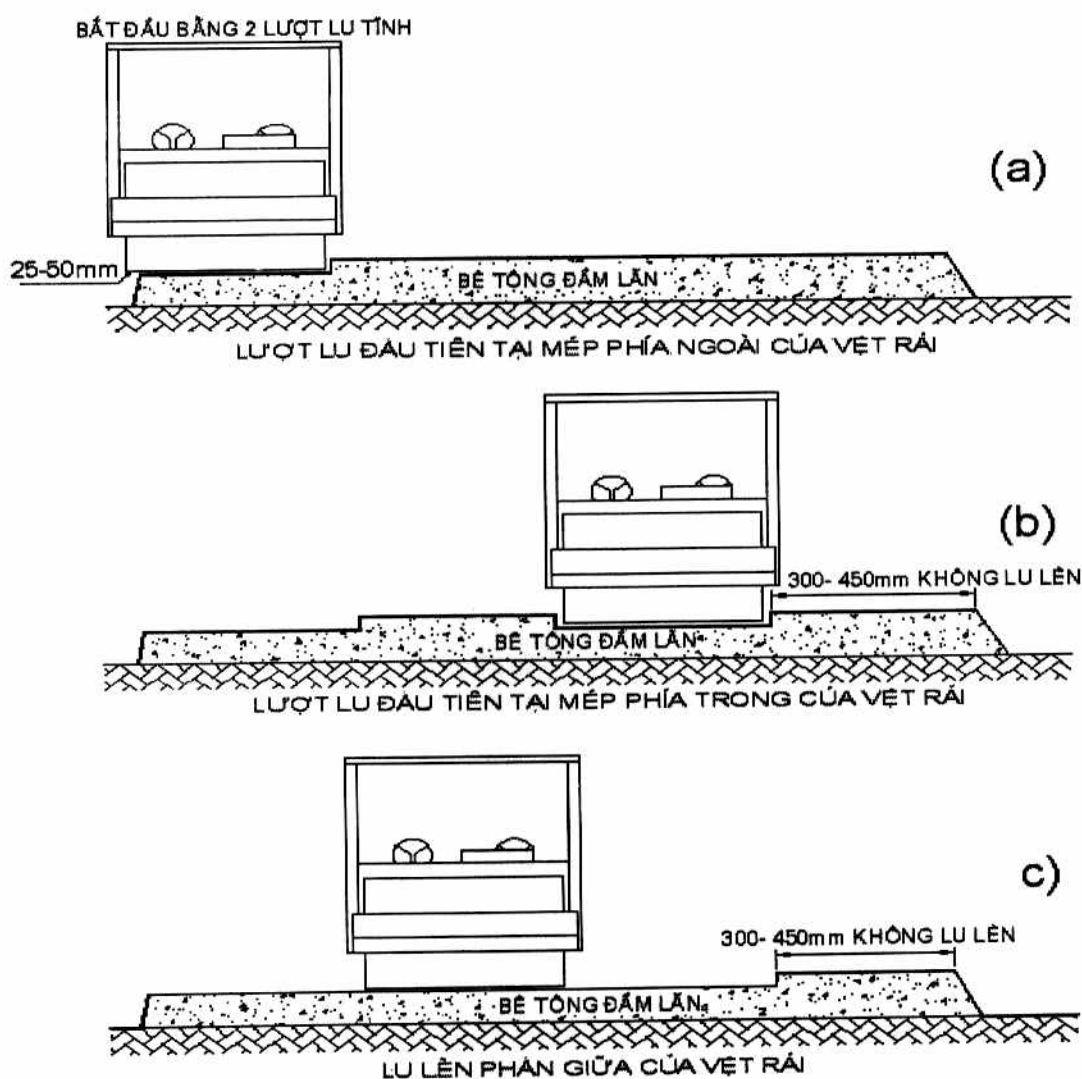 BẮT ĐẦU BẰNG 2 LƯỢT LU TĨNH
(a)
25-50mm
BÊ TÔNG ĐẦM LĂN
LƯỢT LU ĐẦU TIÊN TẠI MÉP PHÍA NGOÀI CỦA VỆT RẢI
(b)
300- 450mm KHÔNG LU LÈN
BÊ TÔNG ĐẦM LĂN
LƯỢT LU ĐẦU TIÊN TẠI MÉP PHÍA TRONG CỦA VỆT RẢI
c)
300- 450mm KHÔNG LU LÈN
BÊ TÔNG ĐẦM LĂN
LU LÈN PHẦN GIỮA CỦA VỆT RẢI